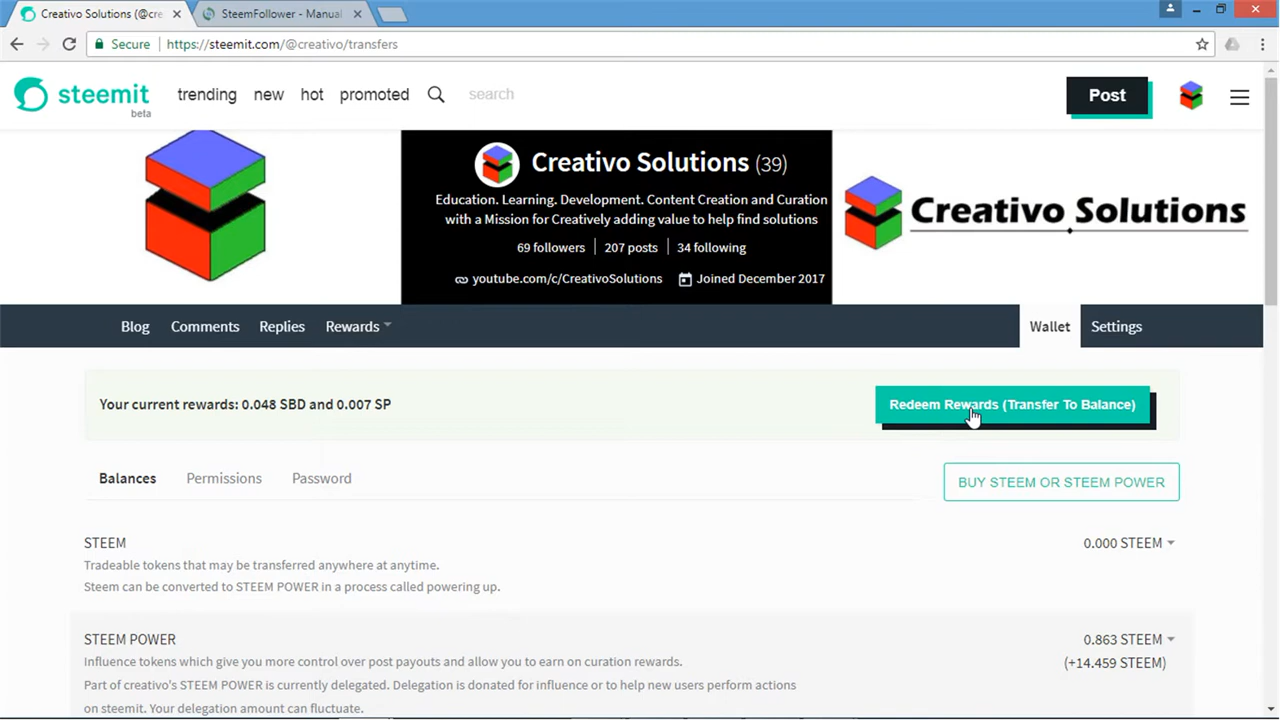 Creativo Solutions (@cre
SteemFollower - Manual
Secure
https://steemit.com/@creativo/transfers
steemit
beta
trending new hot promoted search
Post
Creativo Solutions (39)
Education. Learning. Development. Content Creation and Curation
with a Mission for Creatively adding value to help find solutions
69 followers 207 posts 34 following
youtube.com/c/CreativoSolutions Joined December 2017
Creativo Solutions
Blog Comments Replies Rewards Wallet Settings
Your current rewards: 0.048 SBD and 0.007 SP
Redeem Rewards (Transfer To Balance)
Balances Permissions Password
BUY STEEM OR STEEM POWER
STEEM
0.000 STEEM
Tradeable tokens that may be transferred anywhere at anytime.
Steem can be converted to STEEM POWER in a process called powering up.
STEEM POWER
0.863 STEEM
Influence tokens which give you more control over post payouts and allow you to earn on curation rewards.
(+14.459 STEEM)
Part of creativo's STEEM POWER is currently delegated. Delegation is donated for influence or to help new users perform actions
on steemit. Your delegation amount can fluctuate.